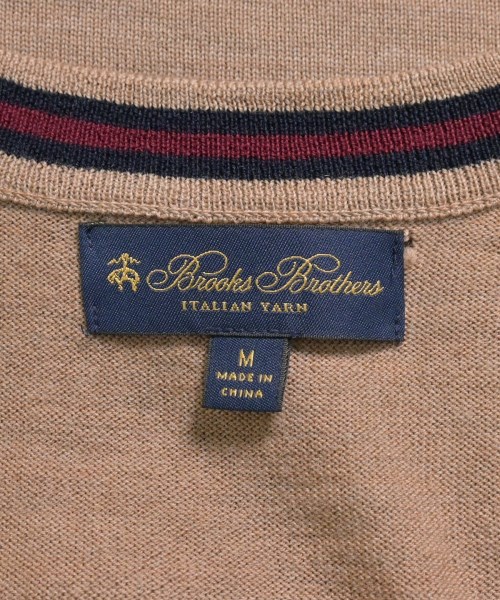 Brooks Brothers
ITALIAN YARN
M
MADE IN
CHINA